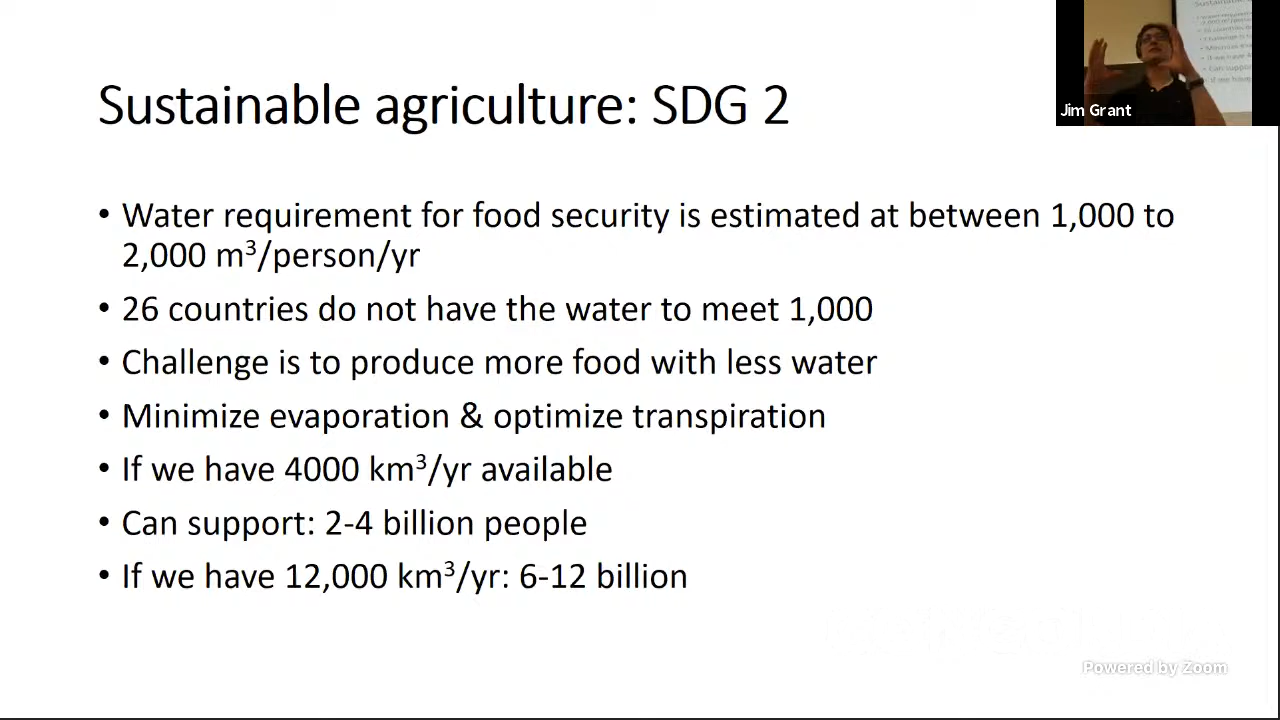 Sustainable agriculture: SDG 2
Jim Grant
• Water requirement for food security is estimated at between 1,000 to
2,000 m³/person/yr
• 26 countries do not have the water to meet 1,000
• Challenge is to produce more food with less water
• Minimize evaporation & optimize transpiration
• If we have 4000 km³/yr available
• Can support: 2-4 billion people
• If we have 12,000 km³/yr: 6-12 billion
Powered by Zoom